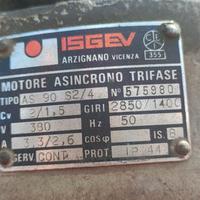 ISGEV
ARZIGNANO VICENZA
355
MOTORE ASINCRONO TRIFASE
TIPO AS 90 S2/4 N° 575980
Cv 2/1,5 GIRI 2850/1400
V 380 Hz 50
A 3,3/2,6 cosφ IS.B
SERV CONT. PROT IP 44